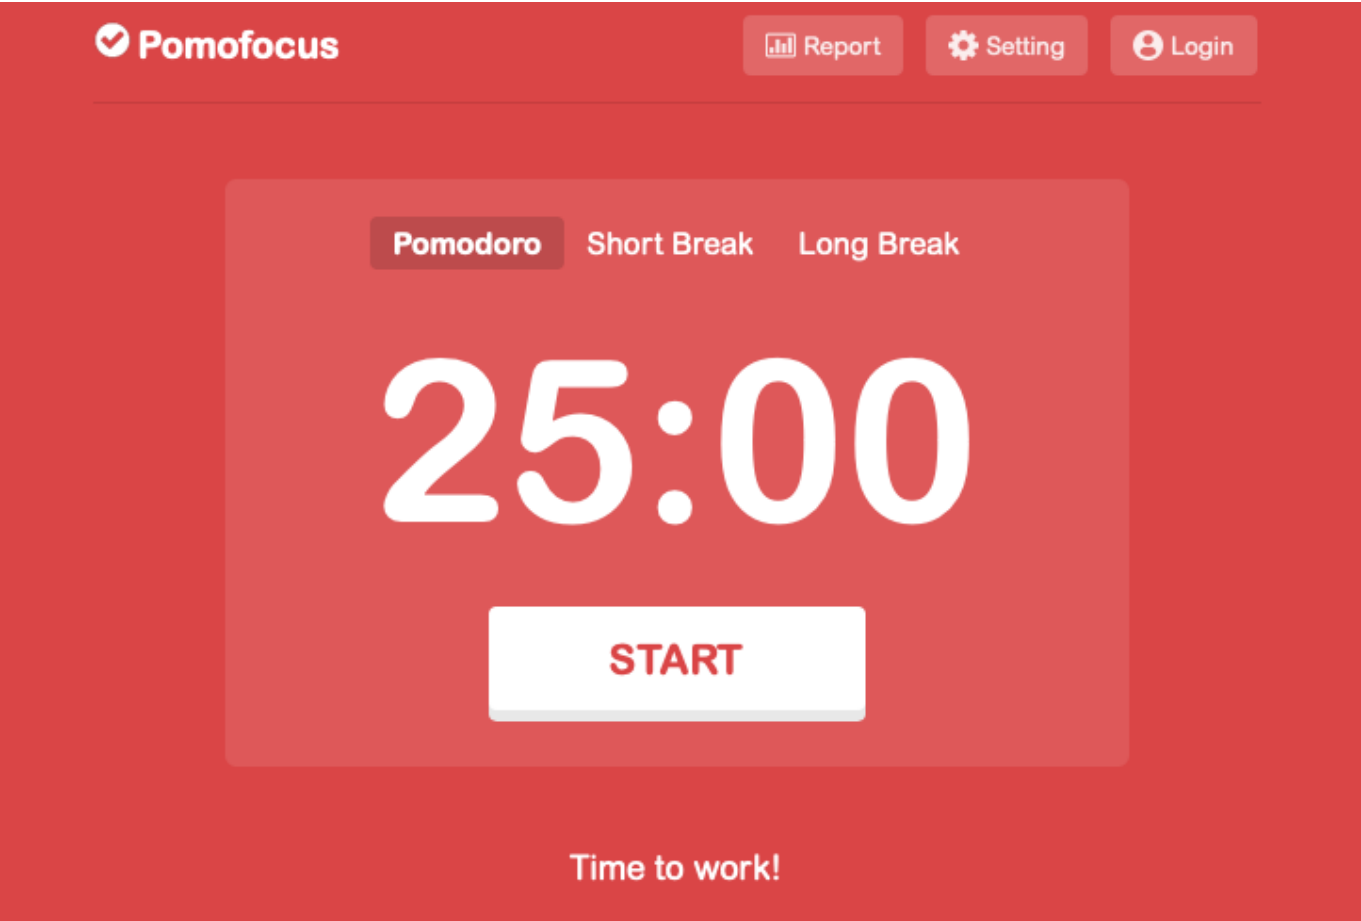 Pomofocus Report Setting Login
Pomodoro Short Break Long Break
25:00
START
Time to work!